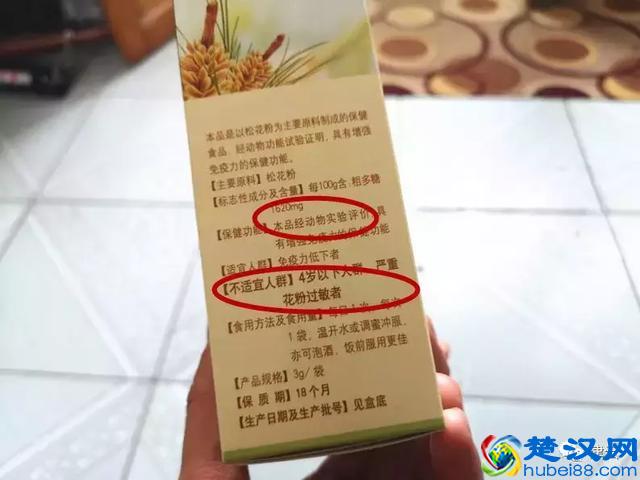 本品是以松花粉为主要原料制成的保健
食品,经动物功能试验证明,具有增强
免疫力的保健功能。
【主要原料】松花粉
【标志性成分及含量】每100g含:粗多糖
1620mg
【保健功能】本品经动物实验评价,具
有增强免疫力的保健功能
【适宜人群】免疫力低下者
【不适宜人群】4岁以下人群、严重
花粉过敏者
【食用方法及食用量】每日1次,每次
1袋,温开水或调蜜冲服,
亦可泡酒,饭前服用更佳
【产品规格】3g/袋
【保质期】18个月
【生产日期及生产批号】见盒底
楚汉网
hubei88.com